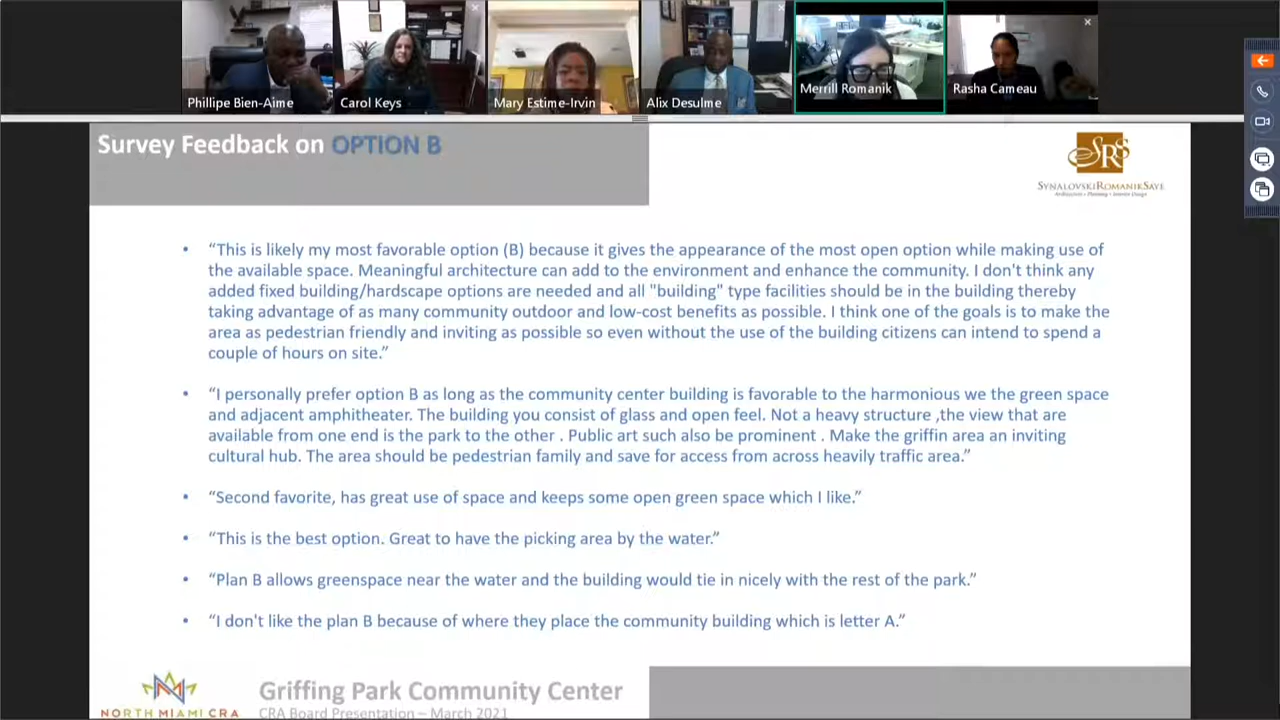 Phillipe Bien-Aime
Carol Keys
Mary Estime-Irvin
Alix Desulme
Merrill Romanik
Rasha Cameau
Survey Feedback on OPTION B
SRS
SYNALOVSKIROMANIKSAYE
Architecture • Planning • Interior Design
• “This is likely my most favorable option (B) because it gives the appearance of the most open option while making use of
the available space. Meaningful architecture can add to the environment and enhance the community. I don't think any
added fixed building/hardscape options are needed and all "building" type facilities should be in the building thereby
taking advantage of as many community outdoor and low-cost benefits as possible. I think one of the goals is to make the
area as pedestrian friendly and inviting as possible so even without the use of the building citizens can intend to spend a
couple of hours on site.”
• “I personally prefer option B as long as the community center building is favorable to the harmonious we the green space
and adjacent amphitheater. The building you consist of glass and open feel. Not a heavy structure ,the view that are
available from one end is the park to the other . Public art such also be prominent . Make the griffin area an inviting
cultural hub. The area should be pedestrian family and save for access from across heavily traffic area.”
• “Second favorite, has great use of space and keeps some open green space which I like.”
• “This is the best option. Great to have the picking area by the water.”
• “Plan B allows greenspace near the water and the building would tie in nicely with the rest of the park.”
• “I don't like the plan B because of where they place the community building which is letter A.”
NORTH MIAMI CRA
Griffing Park Community Center
CRA Board Presentation – March 2021